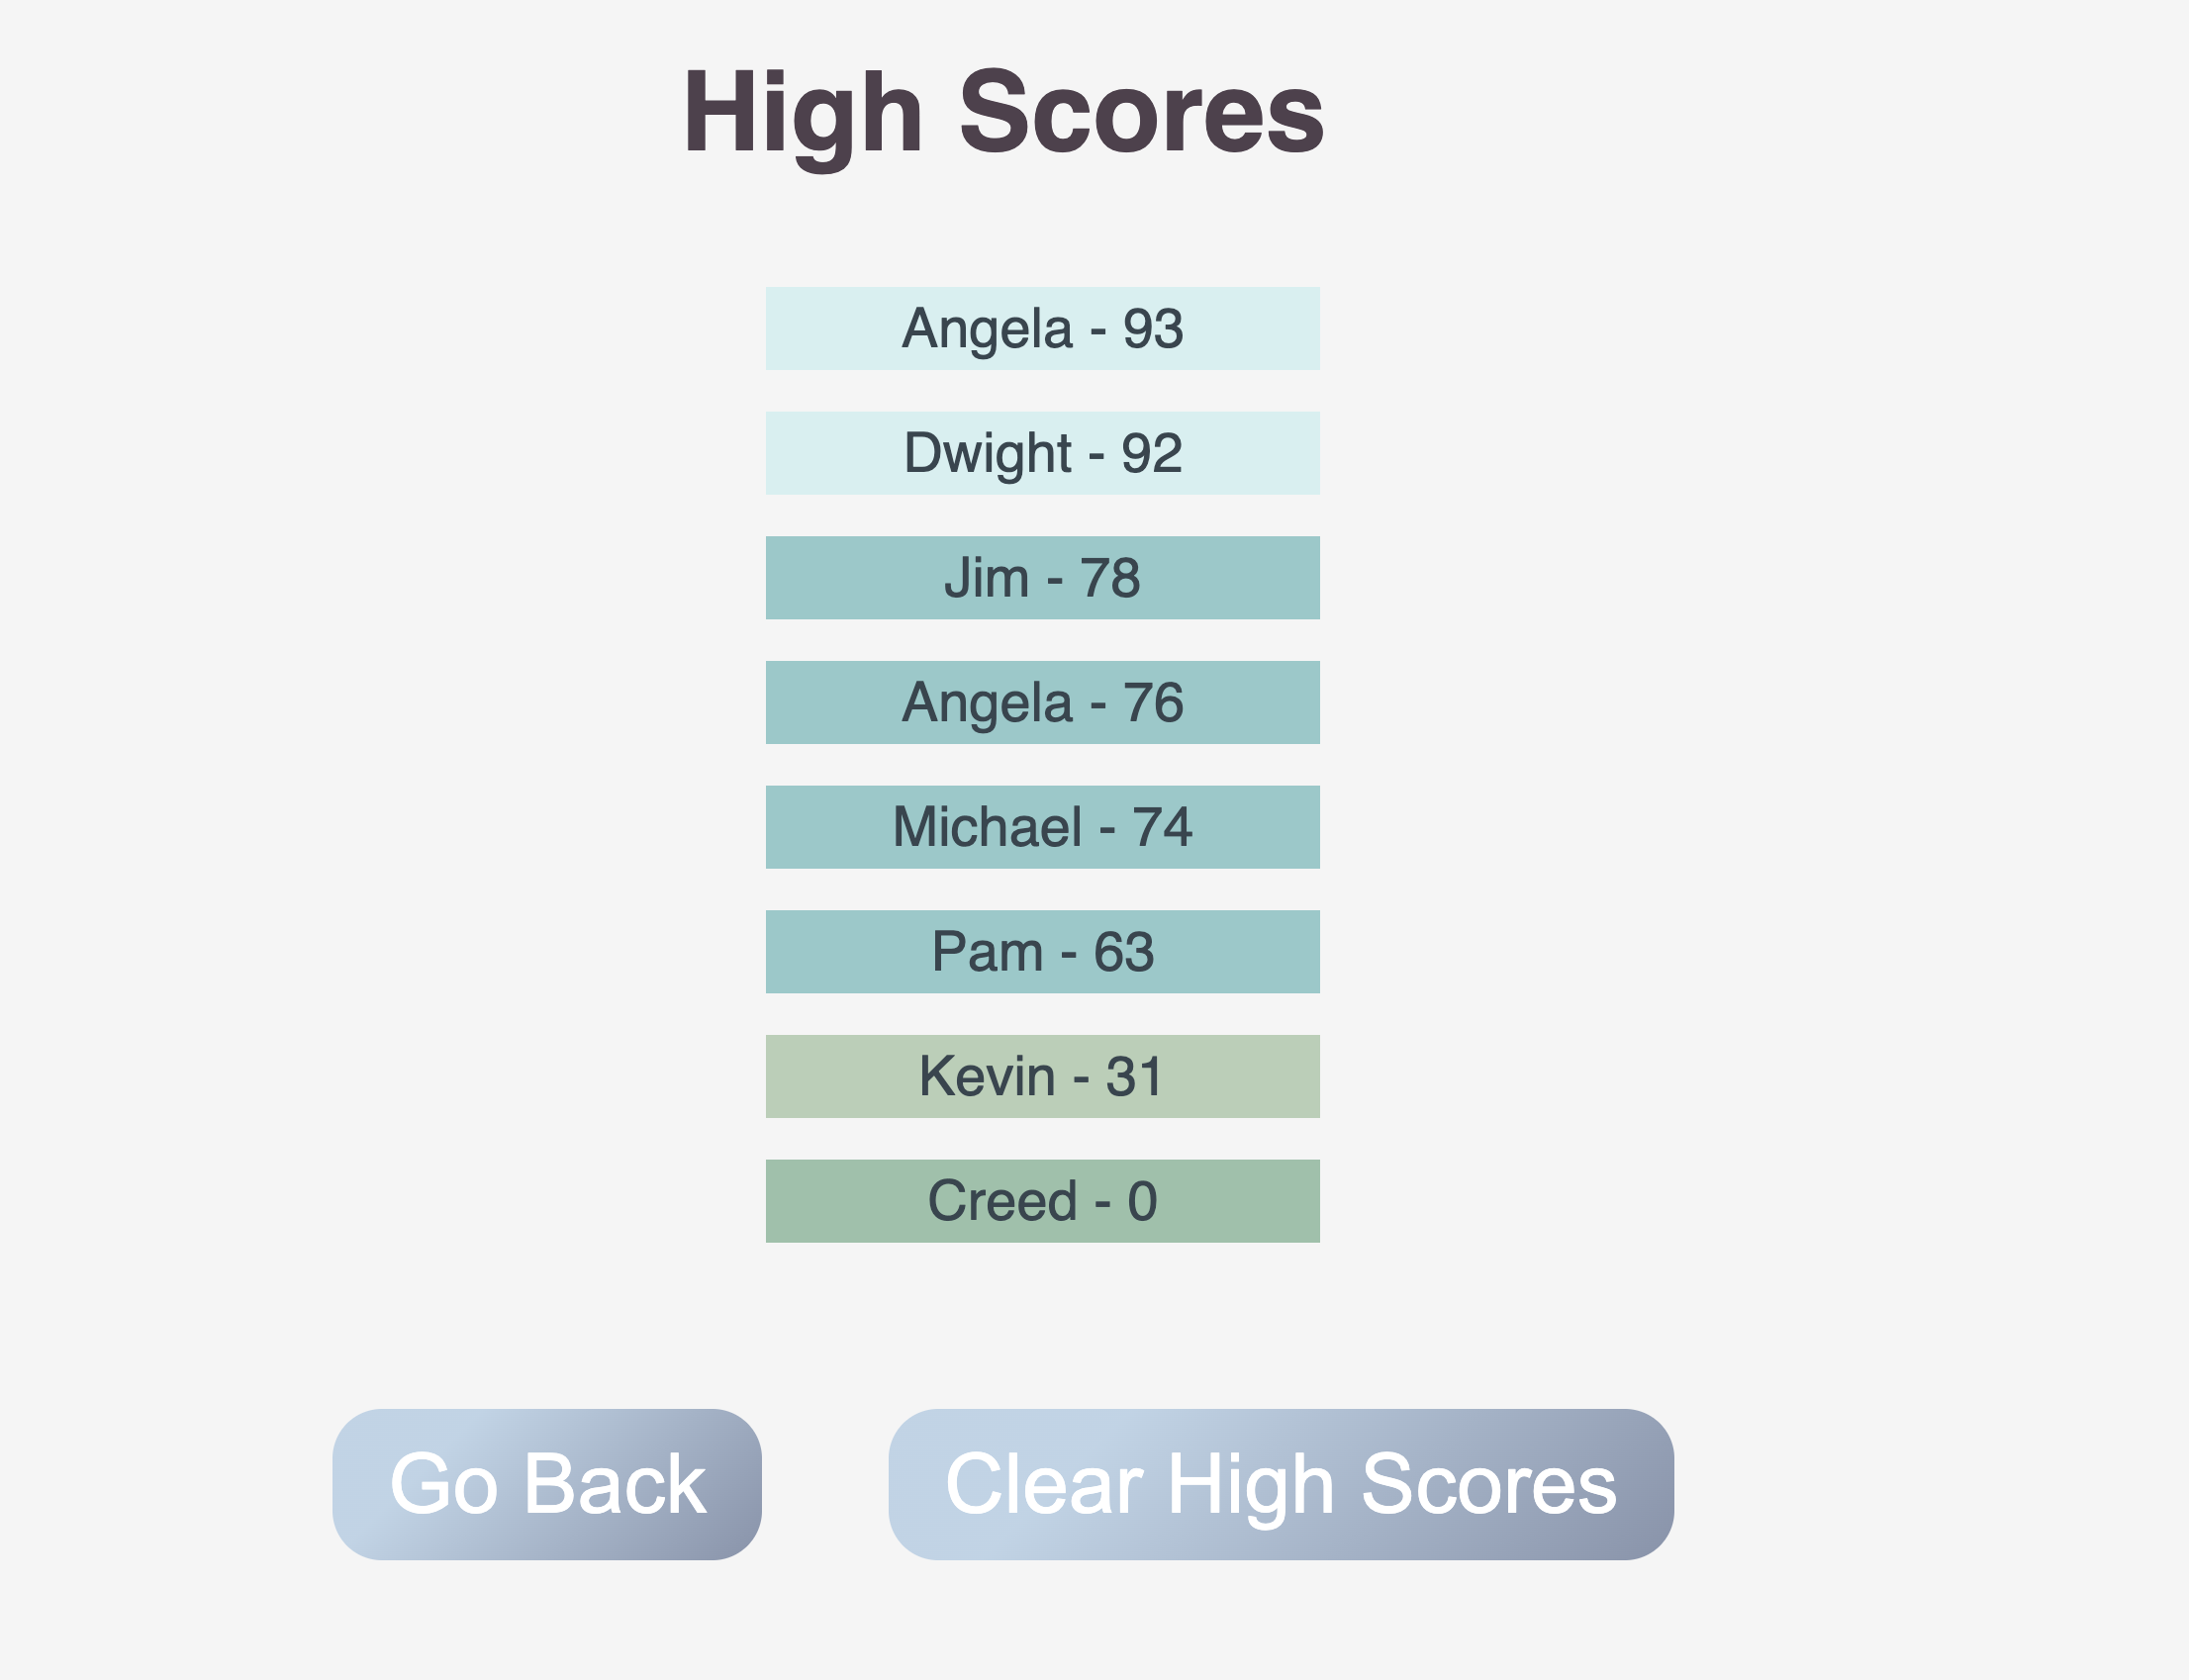 High Scores
Angela - 93
Dwight - 92
Jim - 78
Angela - 76
Michael - 74
Pam - 63
Kevin - 31
Creed - 0
Go Back
Clear High Scores